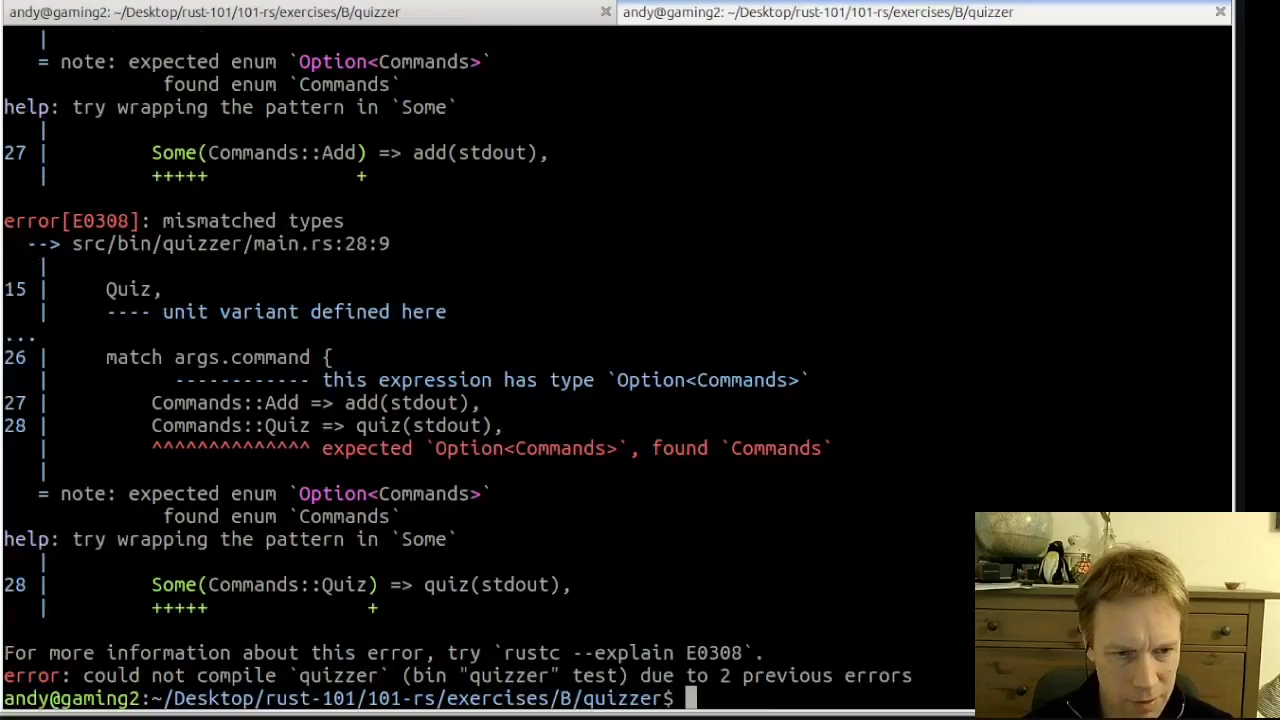 andy@gaming2: ~/Desktop/rust-101/101-rs/exercises/B/quizzer
andy@gaming2: ~/Desktop/rust-101/101-rs/exercises/B/quizzer
|
= note: expected enum `Option<Commands>`
found enum `Commands`
help: try wrapping the pattern in `Some`
|
27 | Some(Commands::Add) => add(stdout),
| +++++ +
error[E0308]: mismatched types
--> src/bin/quizzer/main.rs:28:9
|
15 | Quiz,
| ---- unit variant defined here
...
26 | match args.command {
| ------------ this expression has type `Option<Commands>`
27 | Commands::Add => add(stdout),
28 | Commands::Quiz => quiz(stdout),
| ^^^^^^^^^^^^^^ expected `Option<Commands>`, found `Commands`
|
= note: expected enum `Option<Commands>`
found enum `Commands`
help: try wrapping the pattern in `Some`
|
28 | Some(Commands::Quiz) => quiz(stdout),
| +++++ +
For more information about this error, try `rustc --explain E0308`.
error: could not compile `quizzer` (bin "quizzer" test) due to 2 previous errors
andy@gaming2:~/Desktop/rust-101/101-rs/exercises/B/quizzer$